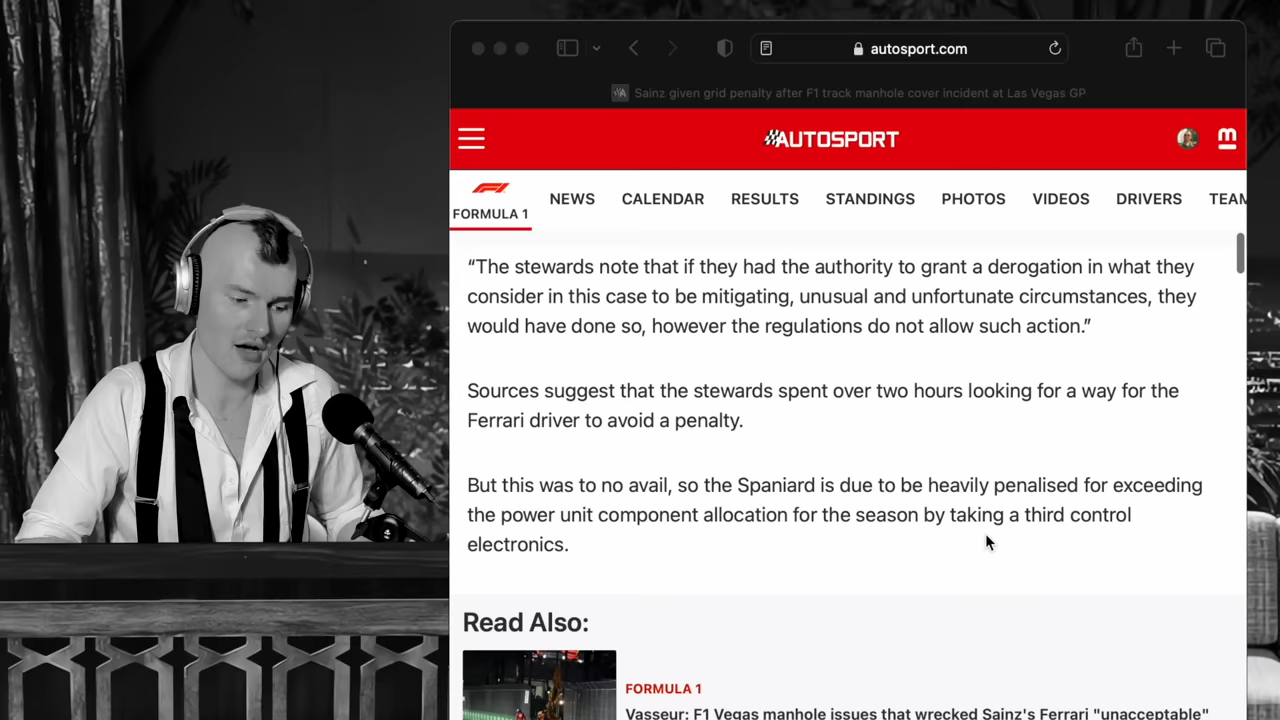 autosport.com
Sainz given grid penalty after F1 track manhole cover incident at Las Vegas GP
AUTOSPORT
m
F1
FORMULA 1
NEWS
CALENDAR
RESULTS
STANDINGS
PHOTOS
VIDEOS
DRIVERS
TEAM
“The stewards note that if they had the authority to grant a derogation in what they
consider in this case to be mitigating, unusual and unfortunate circumstances, they
would have done so, however the regulations do not allow such action.”
Sources suggest that the stewards spent over two hours looking for a way for the
Ferrari driver to avoid a penalty.
But this was to no avail, so the Spaniard is due to be heavily penalised for exceeding
the power unit component allocation for the season by taking a third control
electronics.
Read Also:
FORMULA 1
Vasseur: F1 Vegas manhole issues that wrecked Sainz's Ferrari "unacceptable"